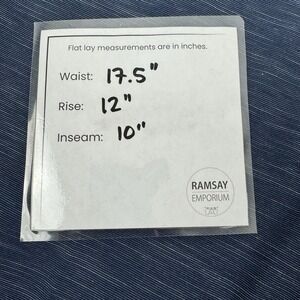 Flat lay measurements are in inches.
Waist: 17.5"
Rise: 12"
Inseam: 10"
RAMSAY
EMPORIUM